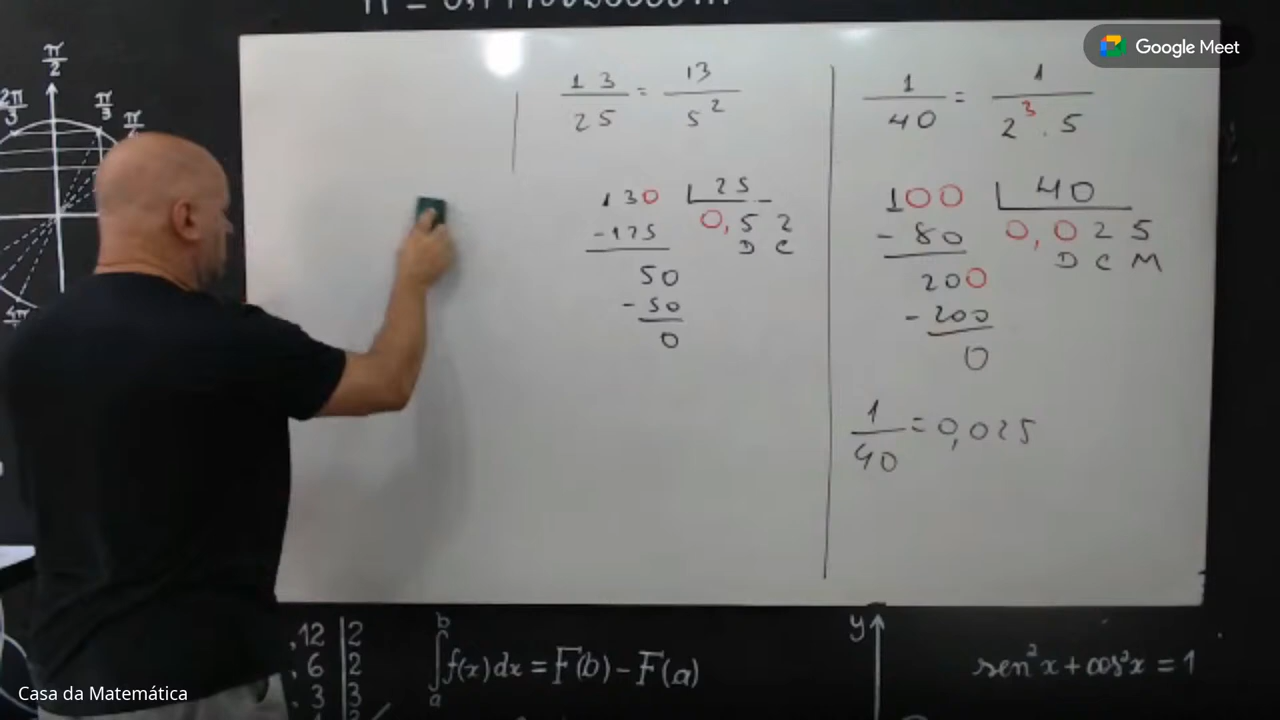 Google Meet
π/2
2π/3
π/3
13/25 = 13/5²
130 | 25
-125
0,52
D C
50
-50
0
1/40 = 1/2³.5
100 | 40
-80
0,025
D C M
200
-200
0
1/40 = 0,025
12 | 2
6 | 2
3 | 3
∫ₐᵇ f(x)dx = F(b) - F(a)
y
sen²x + cos²x = 1
Casa da Matemática